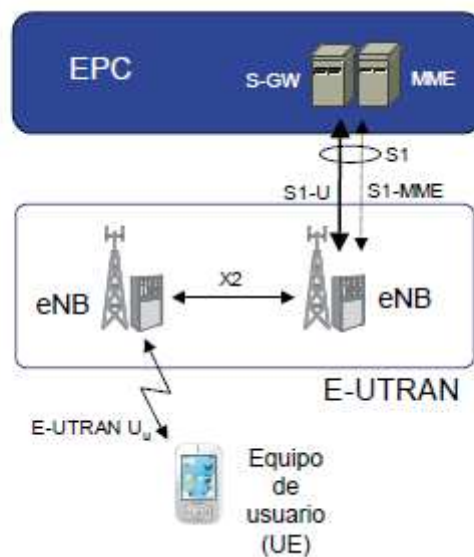 EPC
S-GW
MME
S1
S1-U
S1-MME
X2
eNB
eNB
E-UTRAN
E-UTRAN Uu
Equipo
de
usuario
(UE)